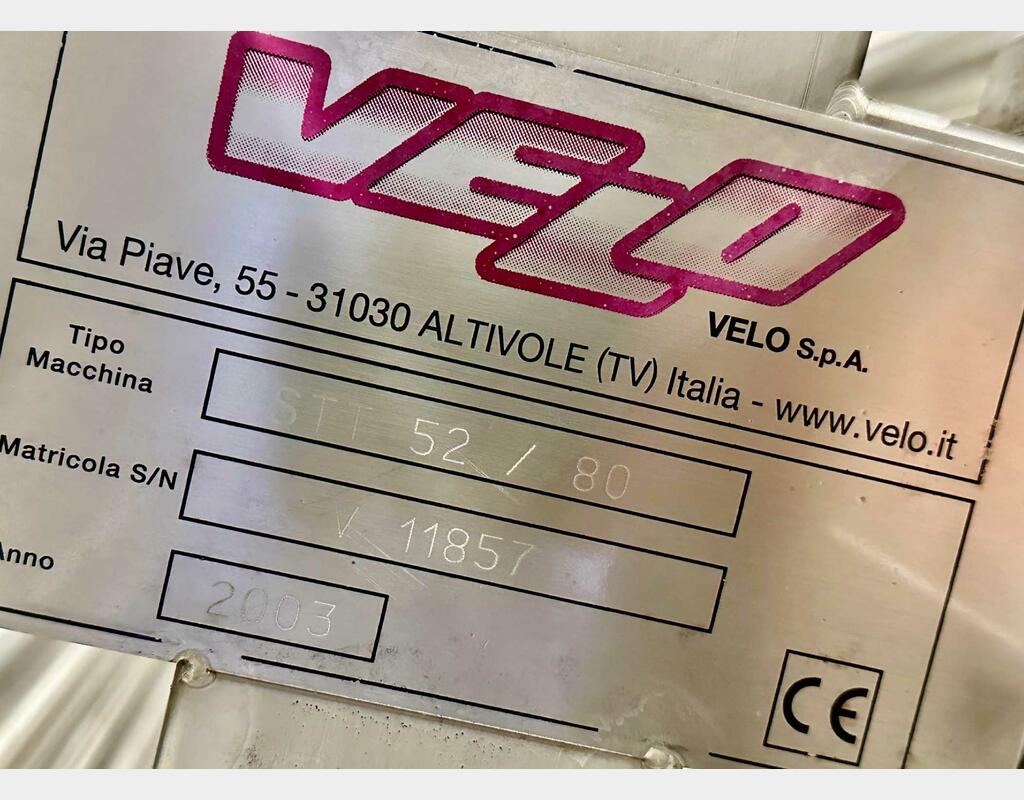 VELO
VELO S.p.A.
Via Piave, 55 - 31030 ALTIVOLE (TV) Italia - www.velo.it
Tipo
Macchina
STT 52 / 80
Matricola S/N
V 11857
Anno
2003
CE